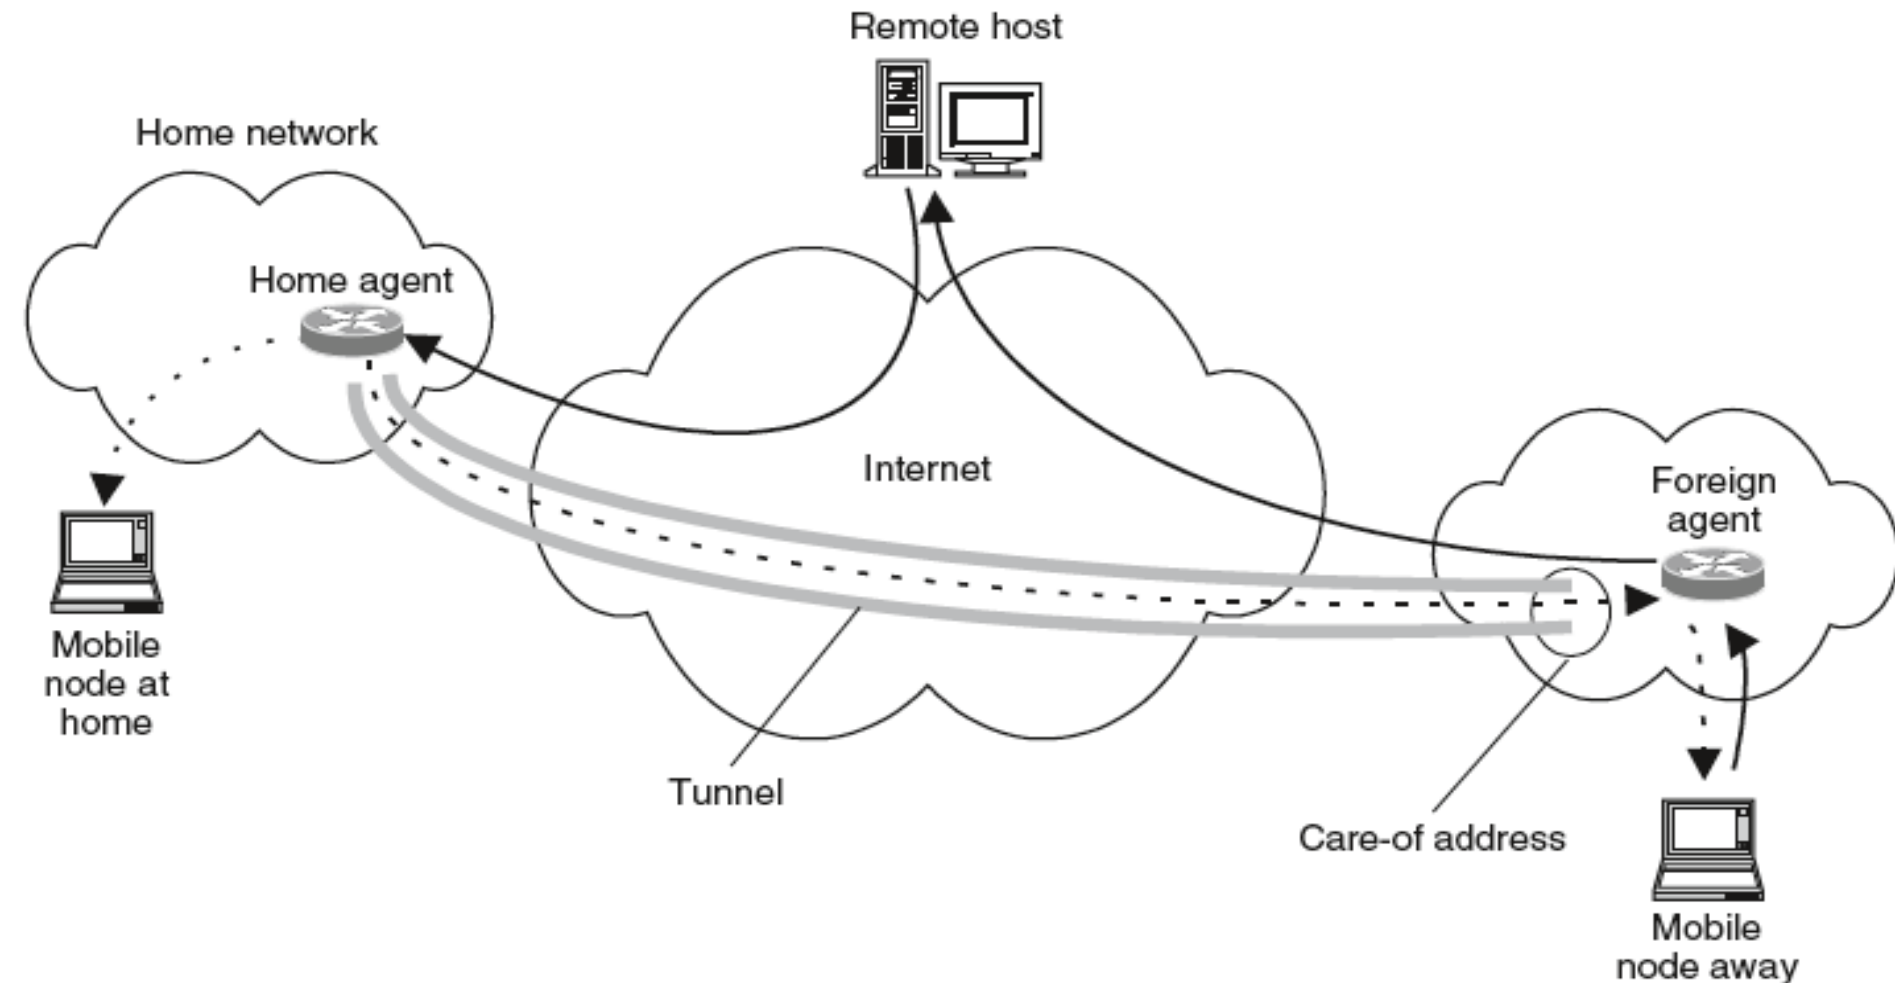 Remote host
Home network
Home agent
Internet
Foreign
agent
Mobile
node at
home
Tunnel
Care-of address
Mobile
node away